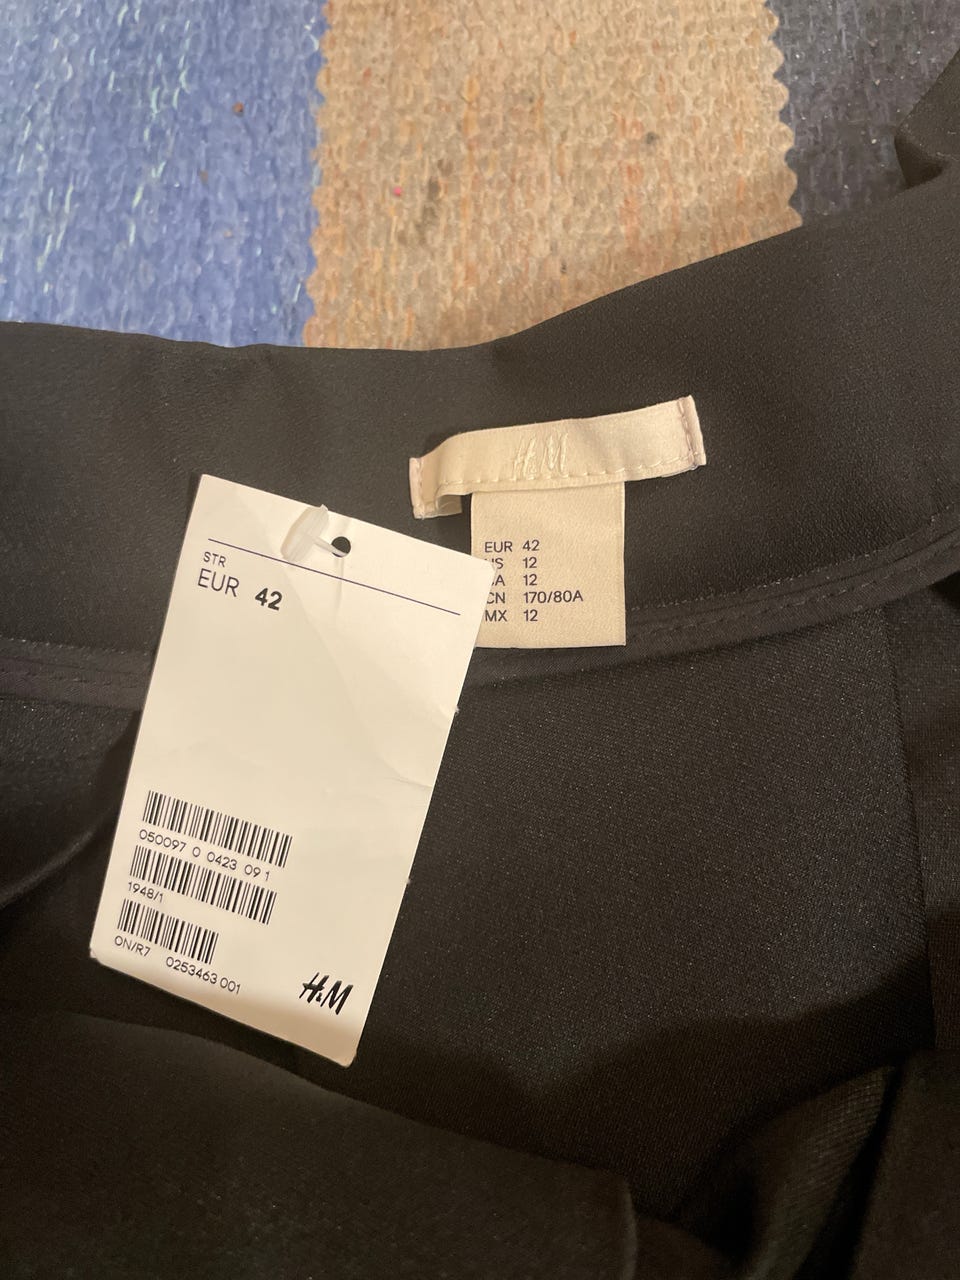 H&M
EUR 42
12
12
CN 170/80A
MX 12
STR
EUR 42
050097 0 0423 09 1
1948/1
ON/R7 0253463 001
H&M